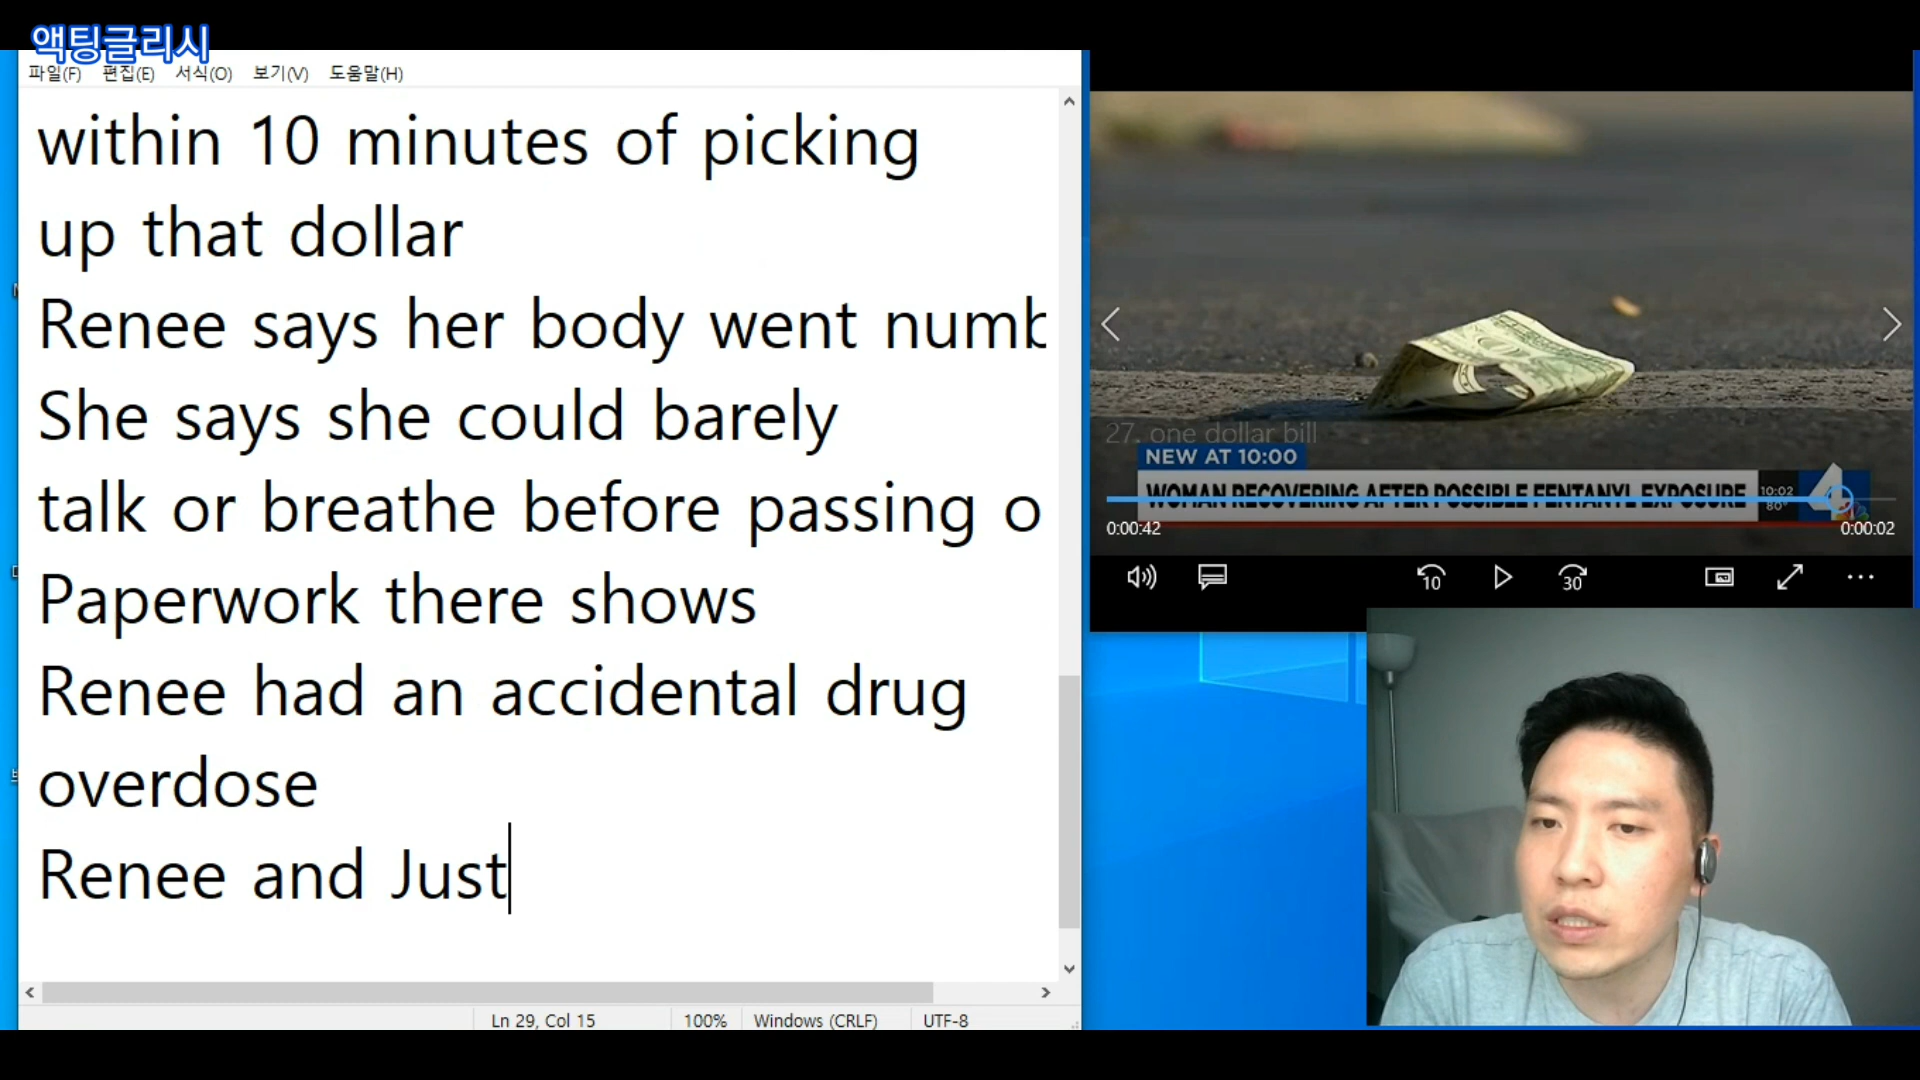 액팅글리시
파일(F) 편집(E) 서식(O) 보기(V) 도움말(H)
within 10 minutes of picking
up that dollar
Renee says her body went numb
She says she could barely
talk or breathe before passing o
Paperwork there shows
Renee had an accidental drug
overdose
Renee and Just
Ln 29, Col 15 100% Windows (CRLF) UTF-8
27. one dollar bill
NEW AT 10:00
WOMAN RECOVERING AFTER POSSIBLE FENTANYL EXPOSURE
10:02
80°
4
0:00:42 0:00:02
10 30